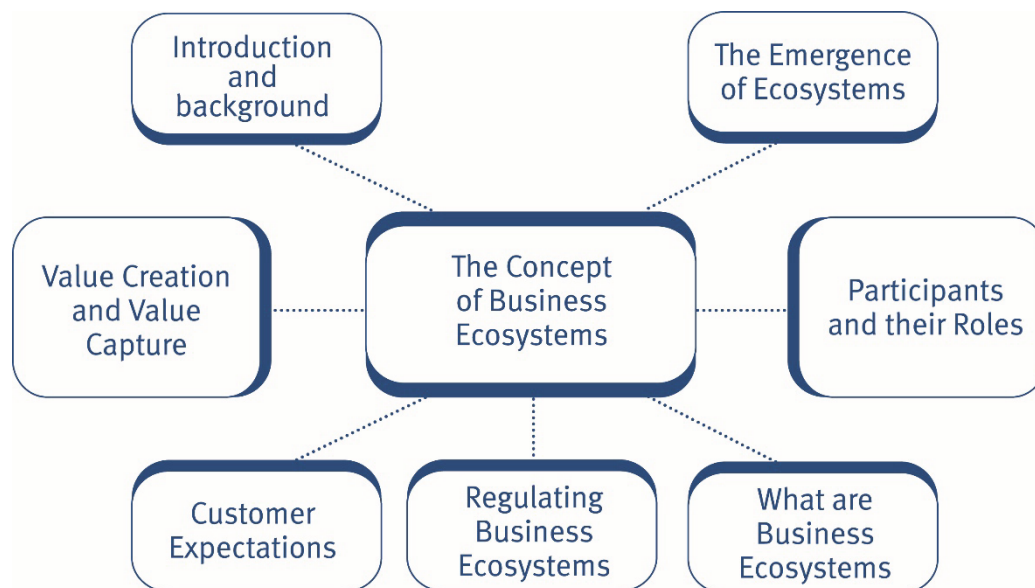 Introduction
and
background
The Emergence
of Ecosystems
Value Creation
and Value
Capture
The Concept
of Business
Ecosystems
Participants
and their Roles
Customer
Expectations
Regulating
Business
Ecosystems
What are
Business
Ecosystems